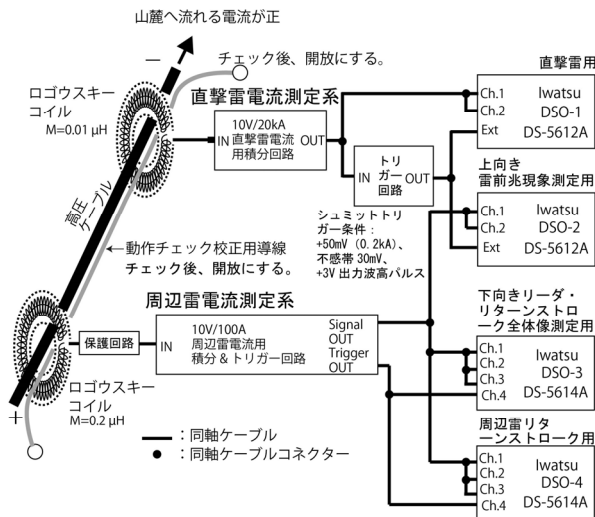 山麓へ流れる電流が正
－
チェック後、開放にする。
ロゴウスキー
コイル
M=0.01 μH
直撃雷電流測定系
10V/20kA
直撃雷電流
用積分回路
IN
OUT
トリ
ガー
回路
IN
OUT
シュミットトリ
ガー条件：
+50mV（0.2kA）、
不感帯 30mV、
+3V 出力波高パルス
高圧
ケーブル
←動作チェック校正用導線
チェック後、開放にする。
周辺雷電流測定系
保護回路
IN
10V/100A
周辺雷電流用
積分＆トリガー回路
Signal
OUT
Trigger
OUT
ロゴウスキー
コイル
M=0.2 μH
+
：同軸ケーブル
：同軸ケーブルコネクター
直撃雷用
Ch.1
Ch.2
Ext
Iwatsu
DSO-1
DS-5612A
上向き
雷前兆現象測定用
Ch.1
Ch.2
Ext
Iwatsu
DSO-2
DS-5612A
下向きリーダ・
リターンストロ
ーク全体像測定用
Ch.1
Ch.2
Ch.3
Ch.4
Iwatsu
DSO-3
DS-5614A
周辺雷リタ
ーンストローク用
Ch.1
Ch.2
Ch.3
Ch.4
Iwatsu
DSO-4
DS-5614A